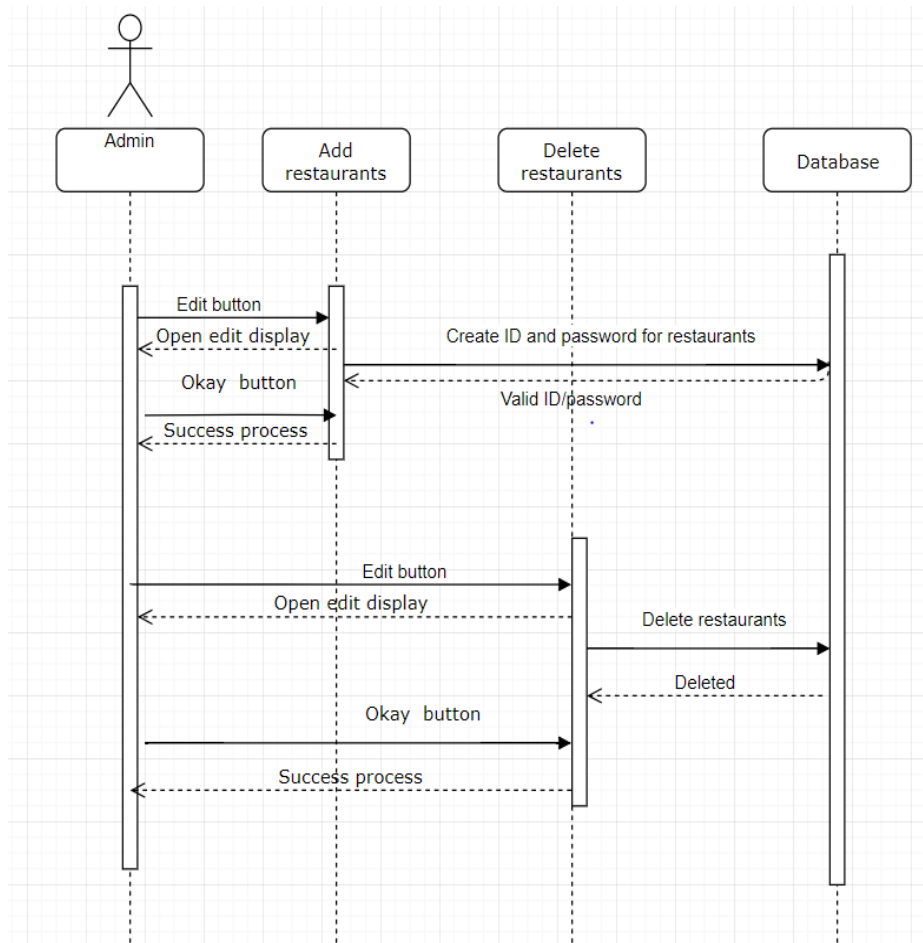 Admin
Add
restaurants
Delete
restaurants
Database
Edit button
Open edit display
Create ID and password for restaurants
Okay button
Valid ID/password
Success process
Edit button
Open edit display
Delete restaurants
Deleted
Okay button
Success process